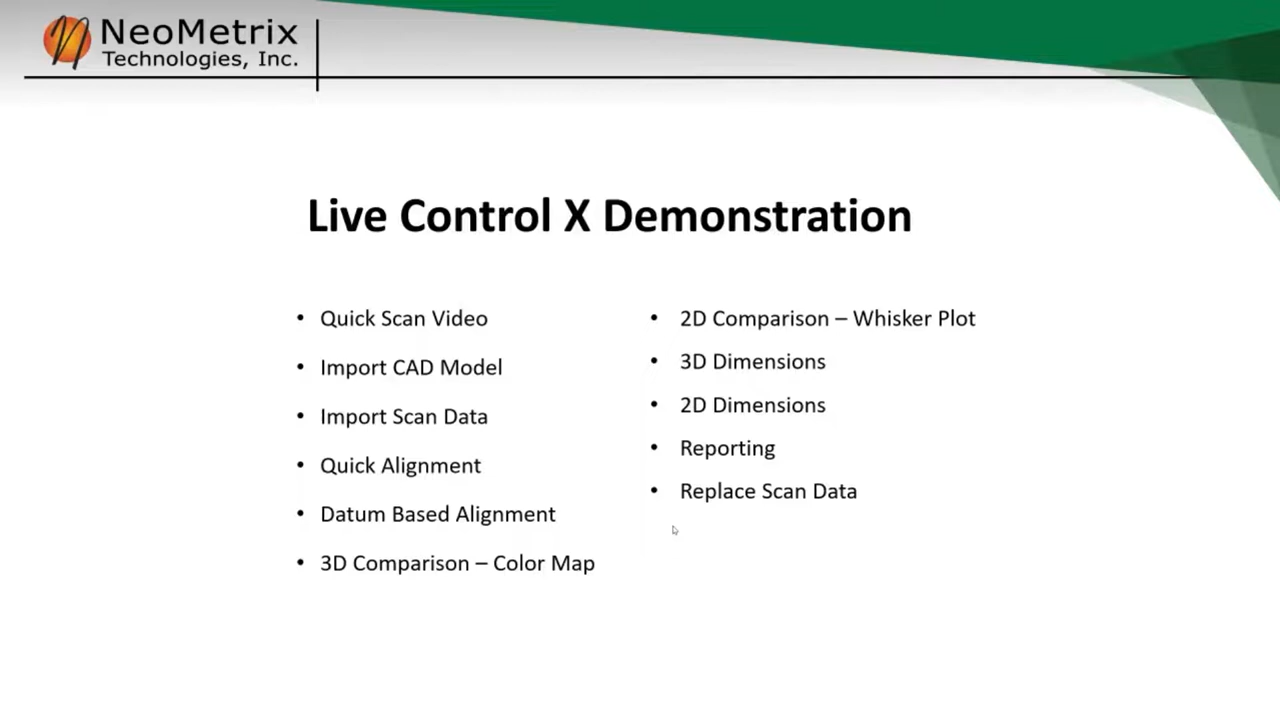 NeoMetrix
Technologies, Inc.
Live Control X Demonstration
• Quick Scan Video
• Import CAD Model
• Import Scan Data
• Quick Alignment
• Datum Based Alignment
• 3D Comparison – Color Map
• 2D Comparison – Whisker Plot
• 3D Dimensions
• 2D Dimensions
• Reporting
• Replace Scan Data